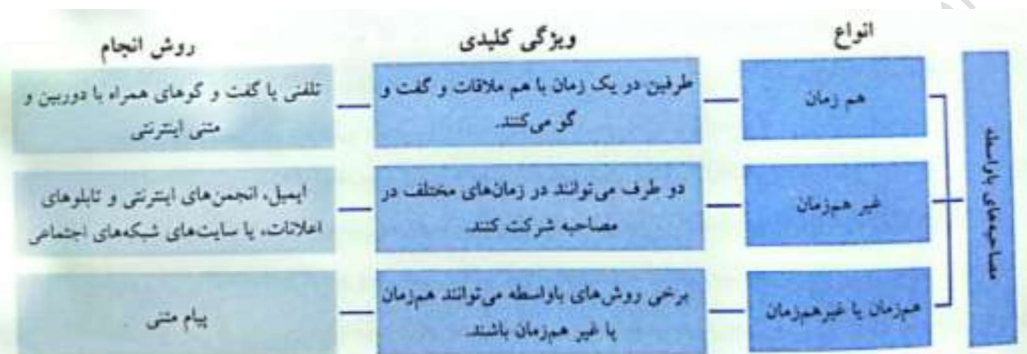 انواع
ویژگی کلیدی
روش انجام
مصاحبه‌های باواسطه
هم زمان
طرفین در یک زمان با هم ملاقات و گفت و
گو می‌کنند.
تلفنی یا گفت و گوهای همراه با دوربین و
متنی اینترنتی
غیر هم‌زمان
دو طرف می‌توانند در زمان‌های مختلف در
مصاحبه شرکت کنند.
ایمیل، انجمن‌های اینترنتی و تابلوهای
اعلانات، یا سایت‌های شبکه‌های اجتماعی
هم‌زمان یا غیرهم‌زمان
برخی روش‌های باواسطه می‌توانند هم‌زمان
یا غیر هم‌زمان باشند.
پیام متنی